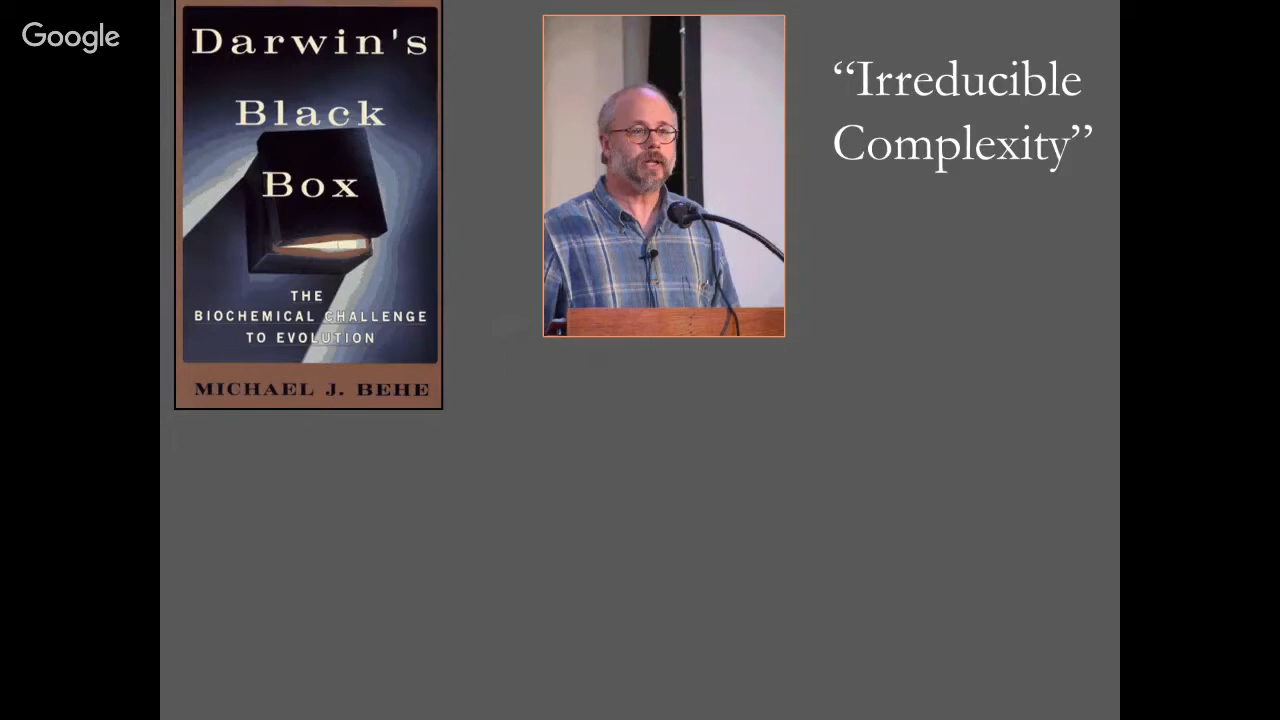 Google
Darwin's
Black
Box
THE
BIOCHEMICAL CHALLENGE
TO EVOLUTION
MICHAEL J. BEHE
“Irreducible
Complexity”